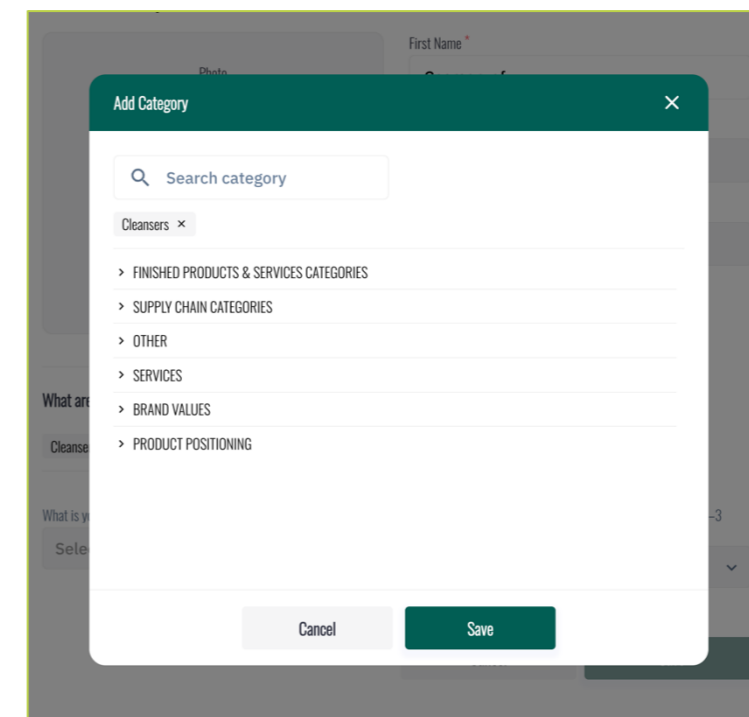 First Name *
Photo
Add Category
Search category
Cleansers ×
FINISHED PRODUCTS & SERVICES CATEGORIES
SUPPLY CHAIN CATEGORIES
OTHER
SERVICES
BRAND VALUES
PRODUCT POSITIONING
What are
Cleanse
What is y
–3
Sele
Cancel
Save